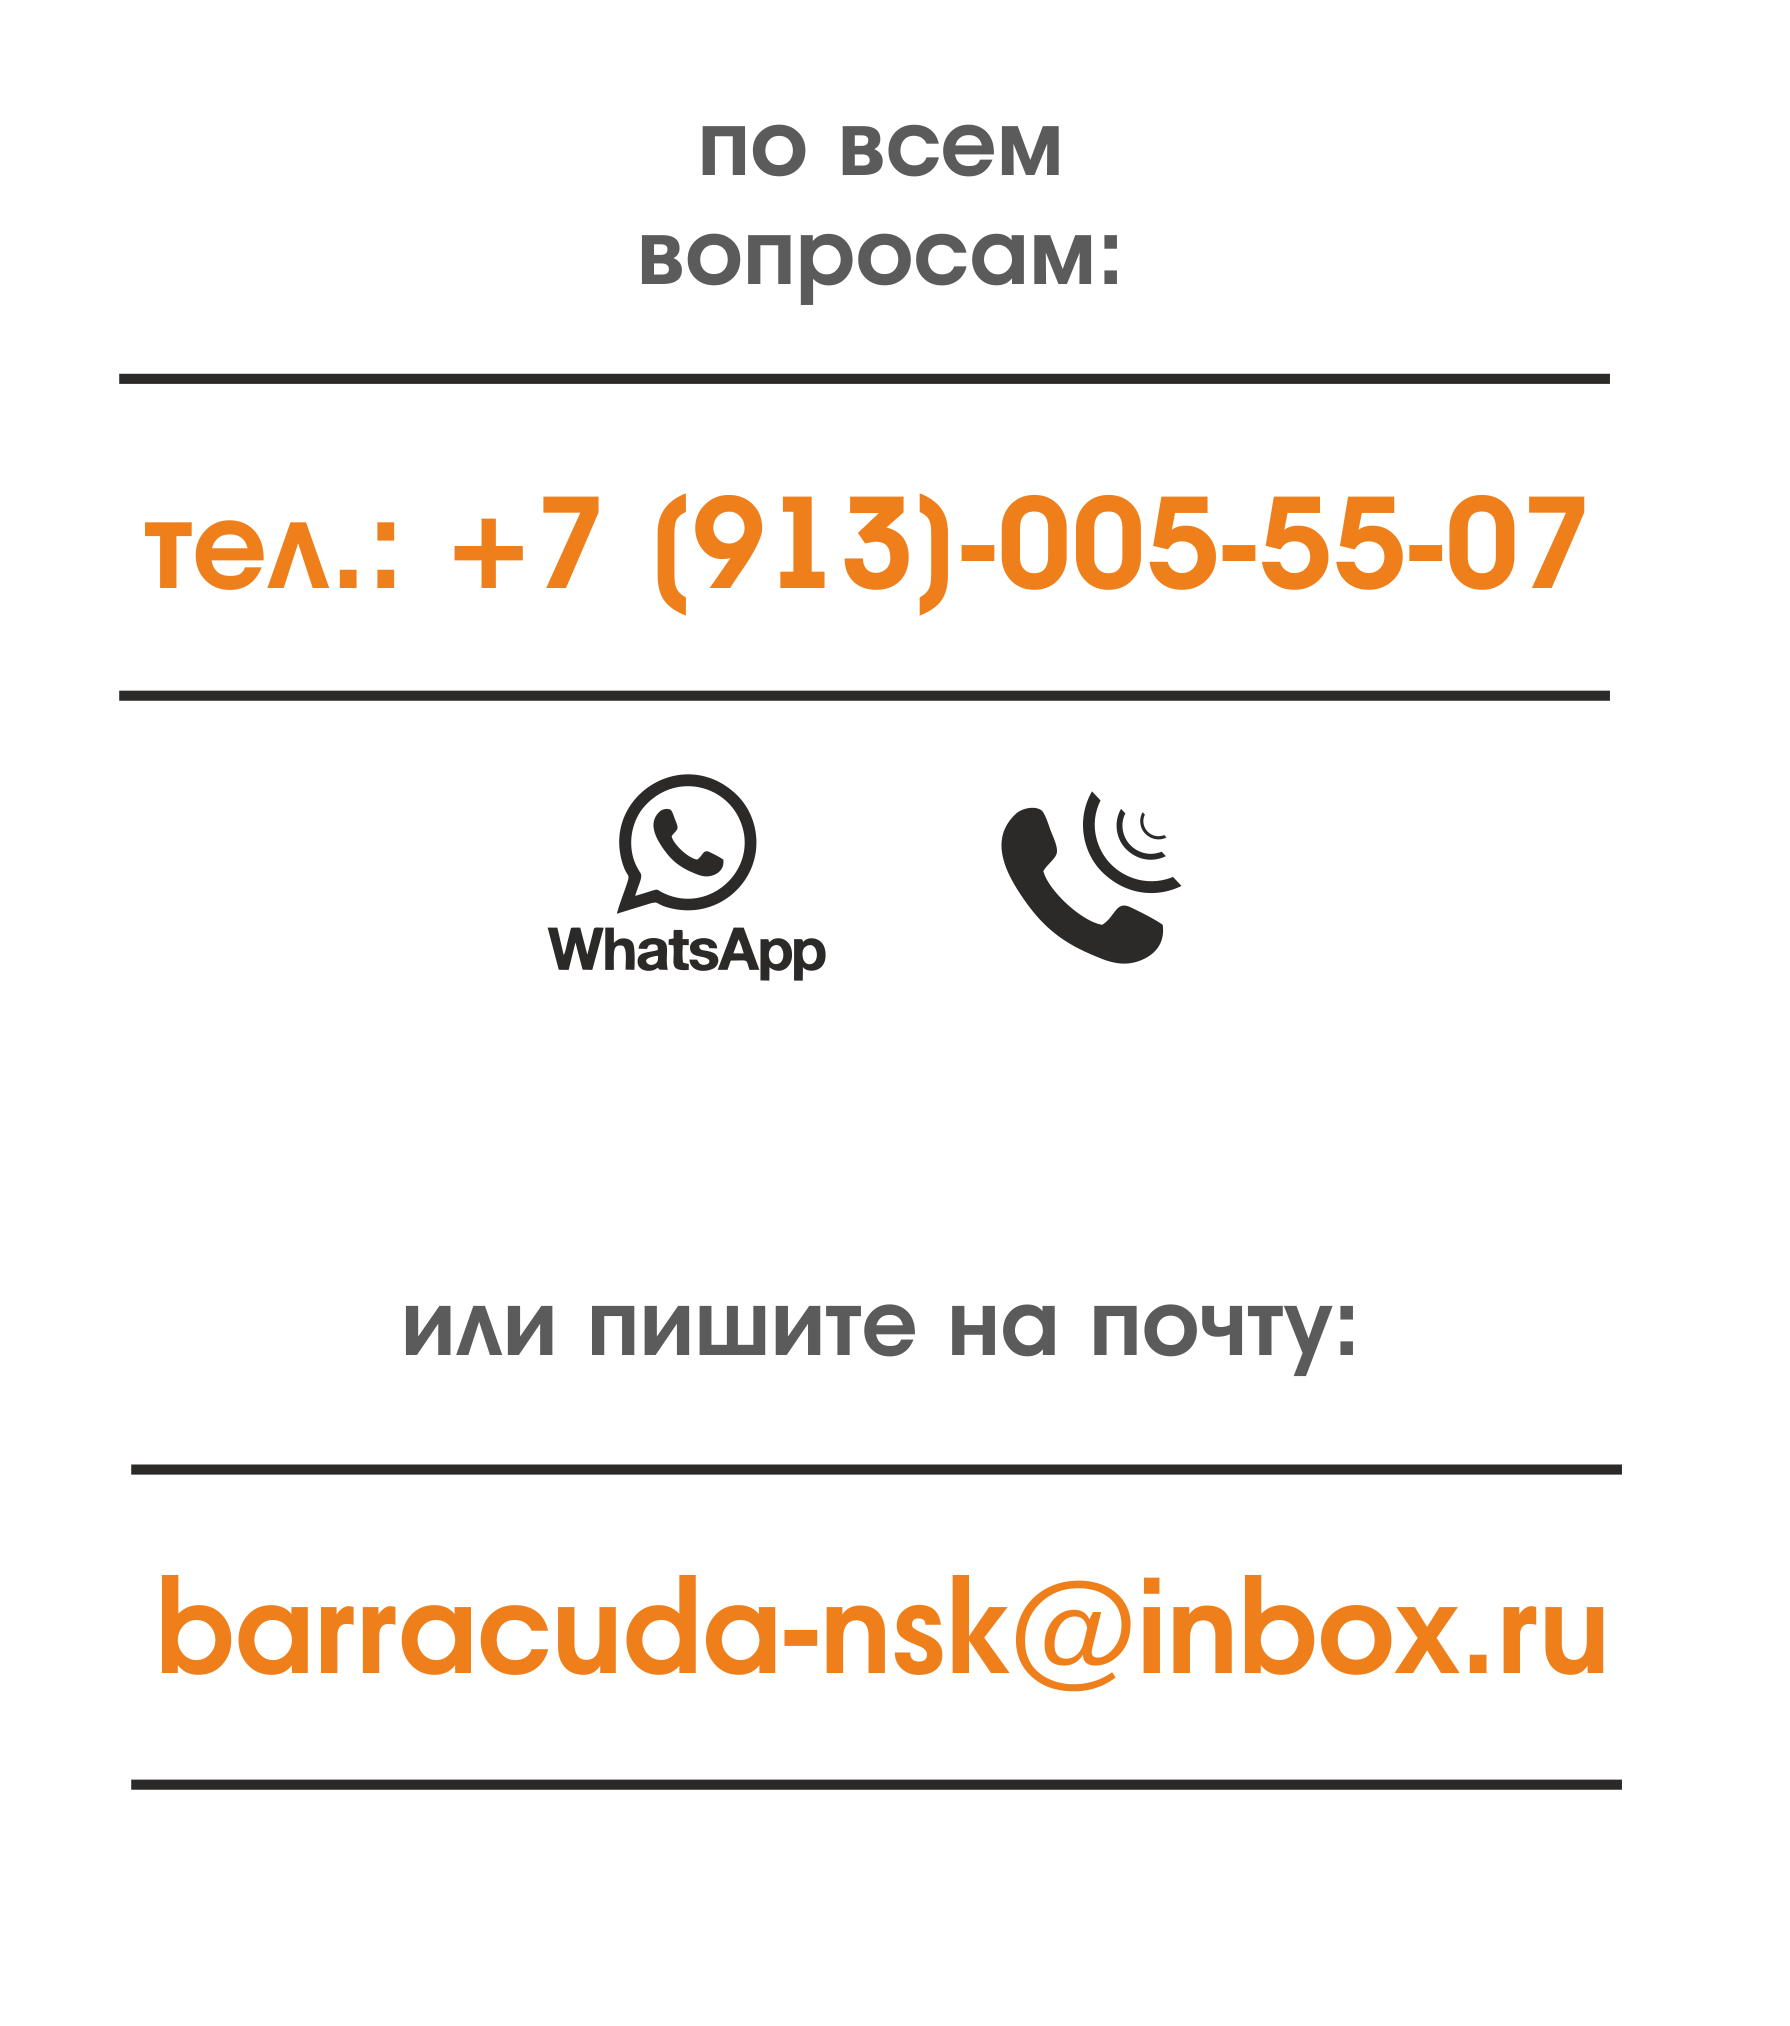 по всем
вопросам:
тел.: +7 (913)-005-55-07
WhatsApp
или пишите на почту:
barracuda-nsk@inbox.ru